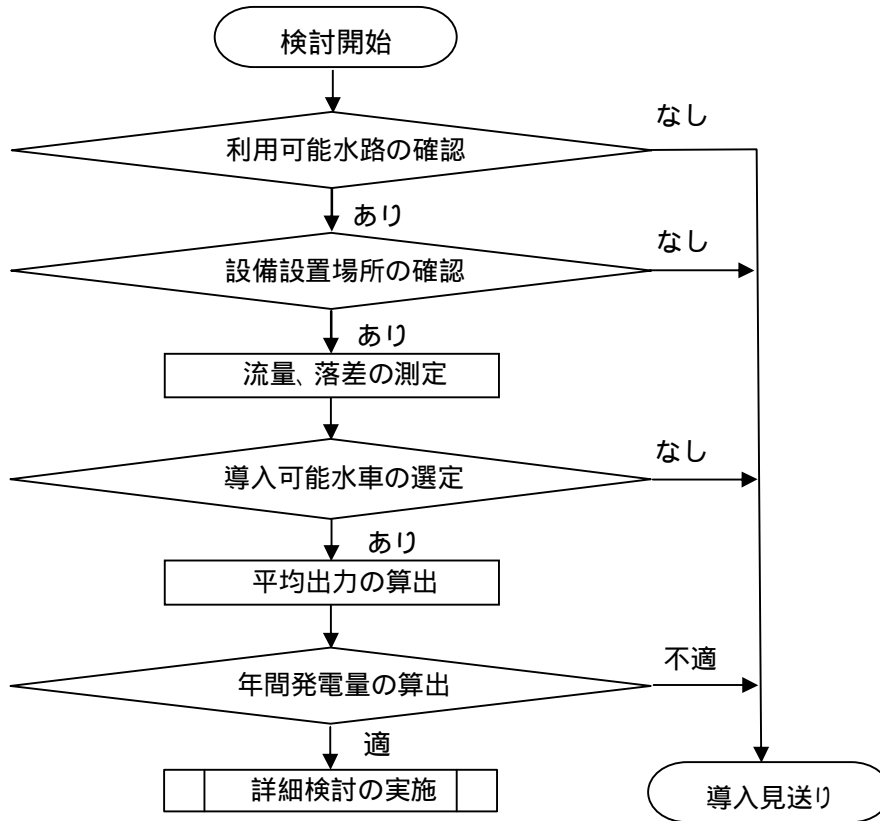 検討開始
利用可能水路の確認
なし
あり
設備設置場所の確認
なし
あり
流量、落差の測定
導入可能水車の選定
なし
あり
平均出力の算出
年間発電量の算出
不適
適
詳細検討の実施
導入見送り